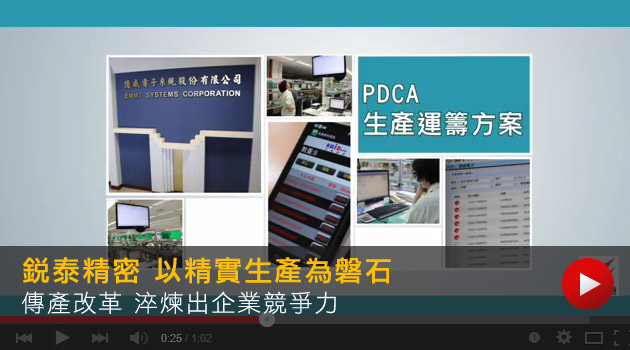 德威電子系統股份有限公司
EMMT SYSTEMS CORPORATION
PDCA
生產運籌方案
鋭泰精密 以精實生產為磐石
傳產改革 淬煉出企業競爭力
0:25 / 1:02